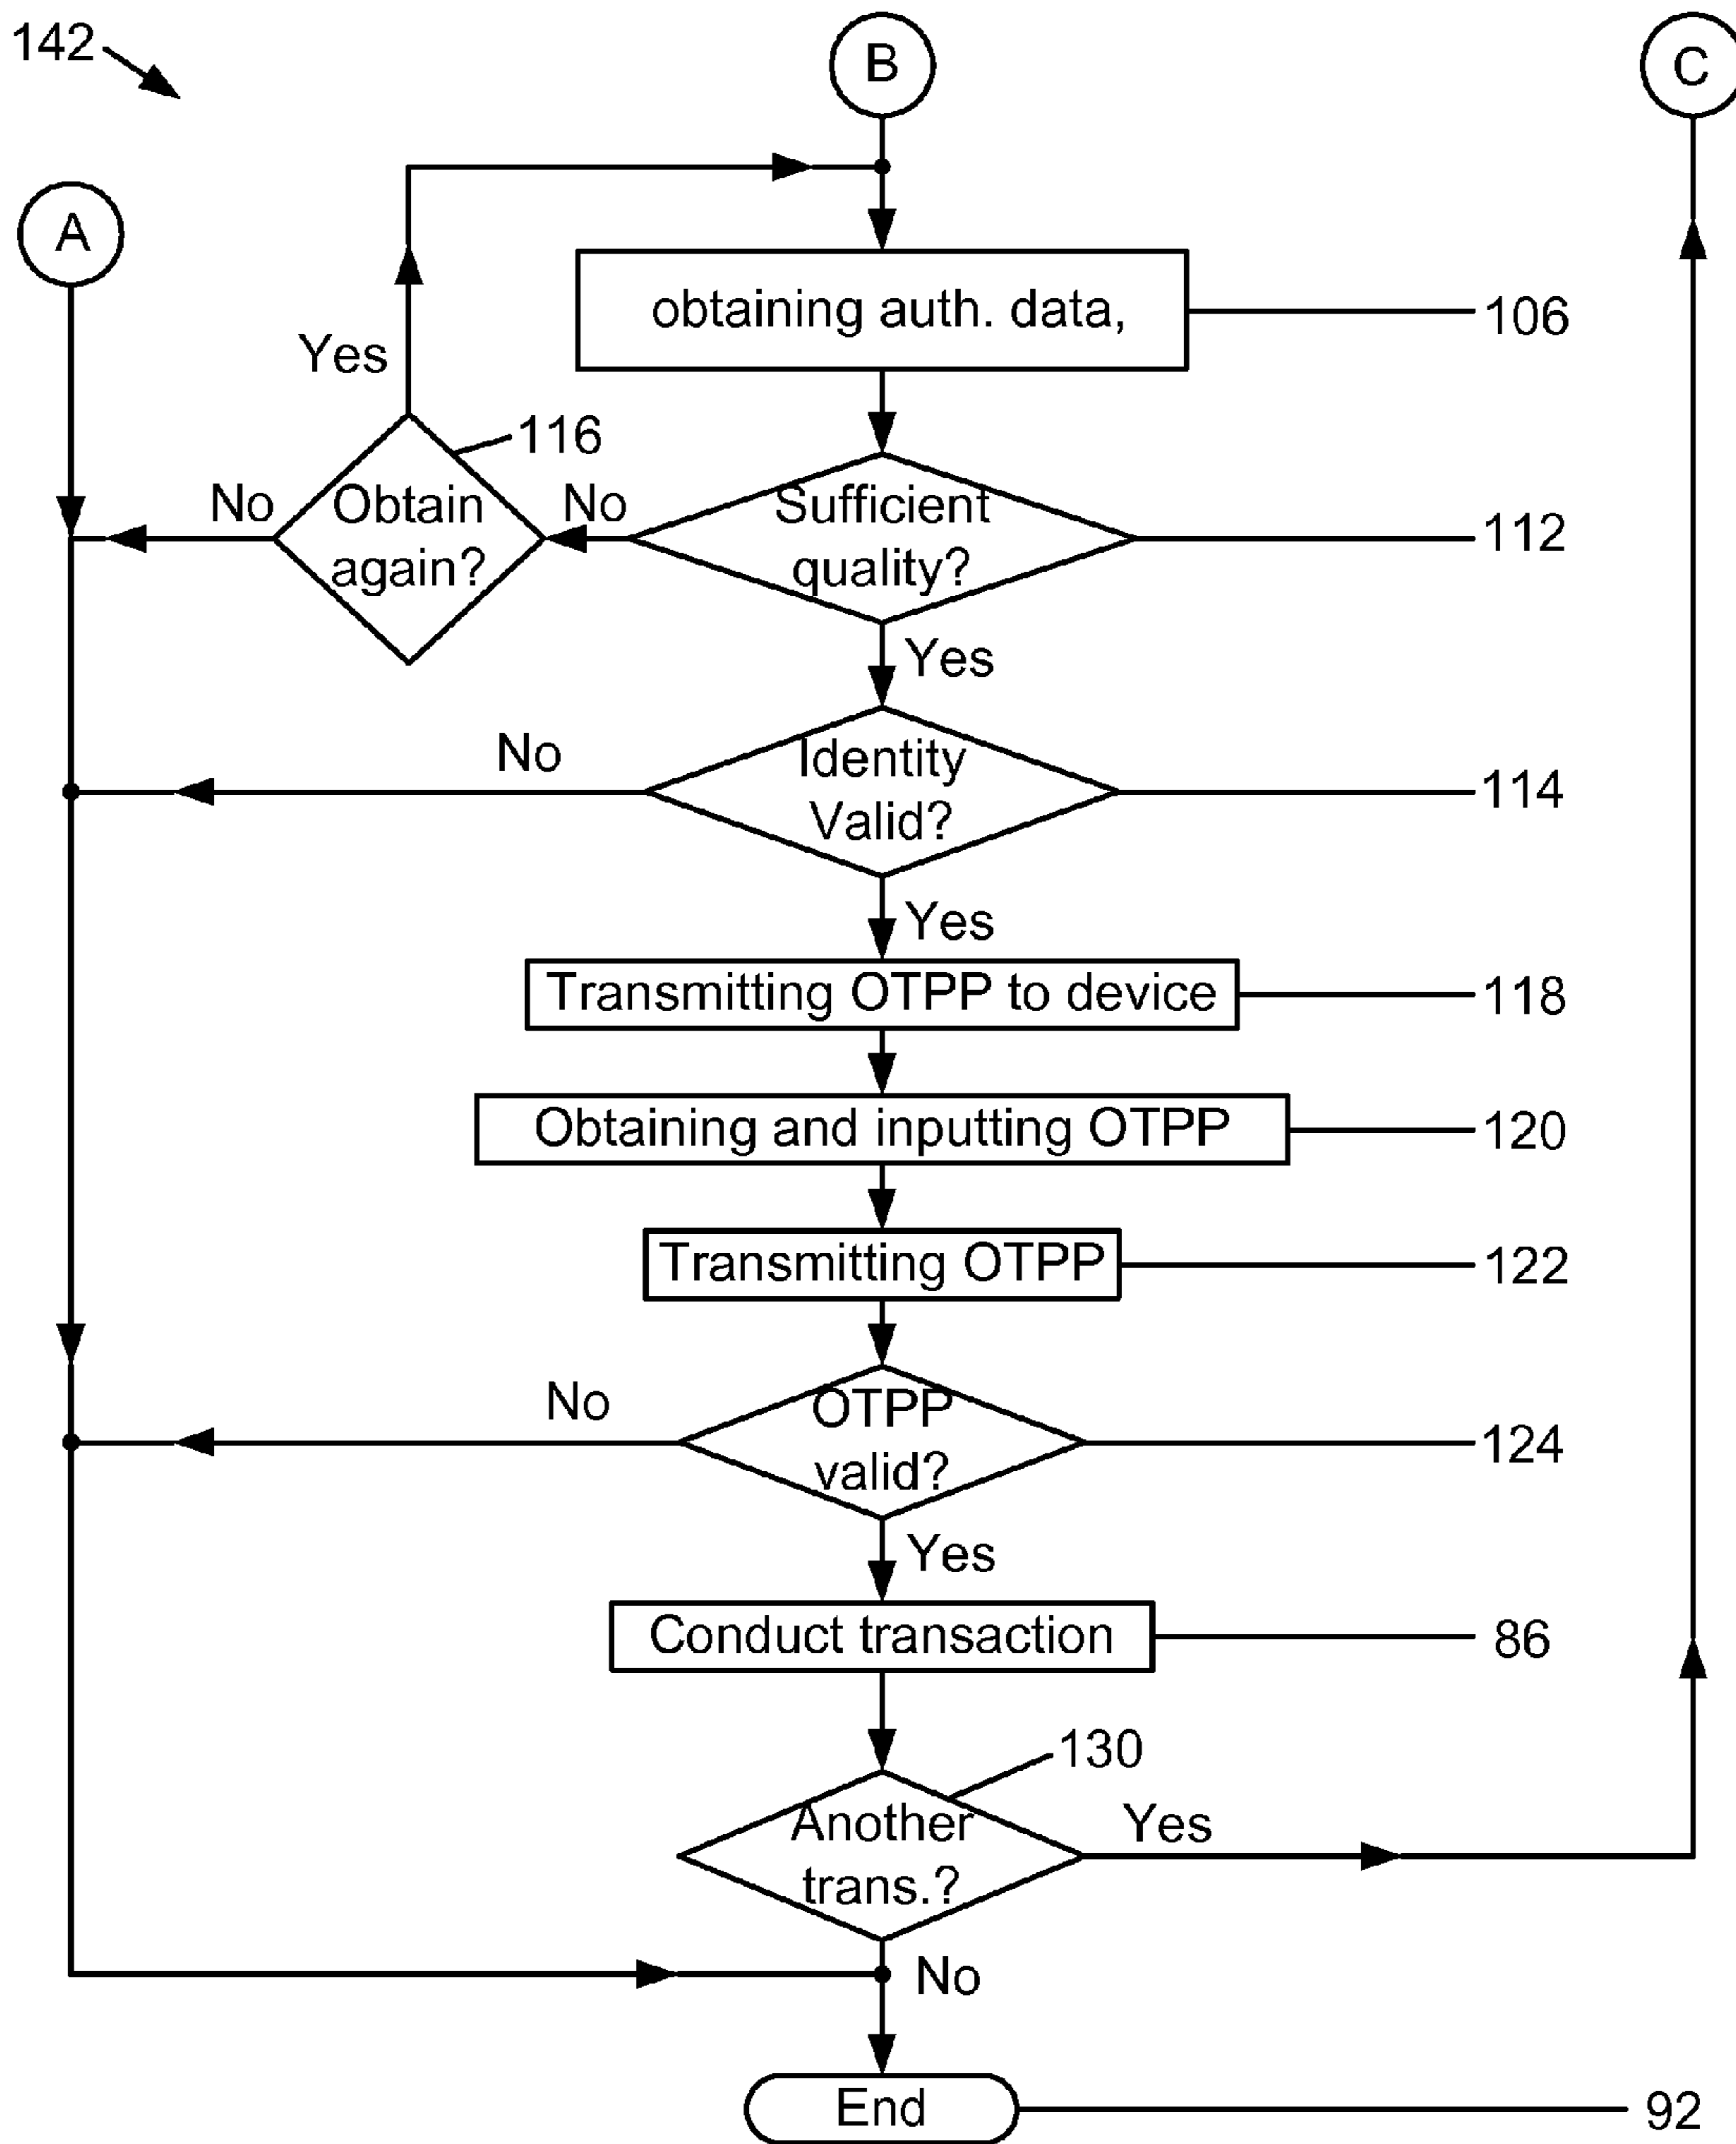 142
B
C
A
obtaining auth. data,
106
Yes
116
No
Obtain
again?
No
Sufficient
quality?
112
Yes
No
Identity
Valid?
114
Yes
Transmitting OTPP to device
118
Obtaining and inputting OTPP
120
Transmitting OTPP
122
No
OTPP
valid?
124
Yes
Conduct transaction
86
130
Another
trans.?
Yes
No
End
92